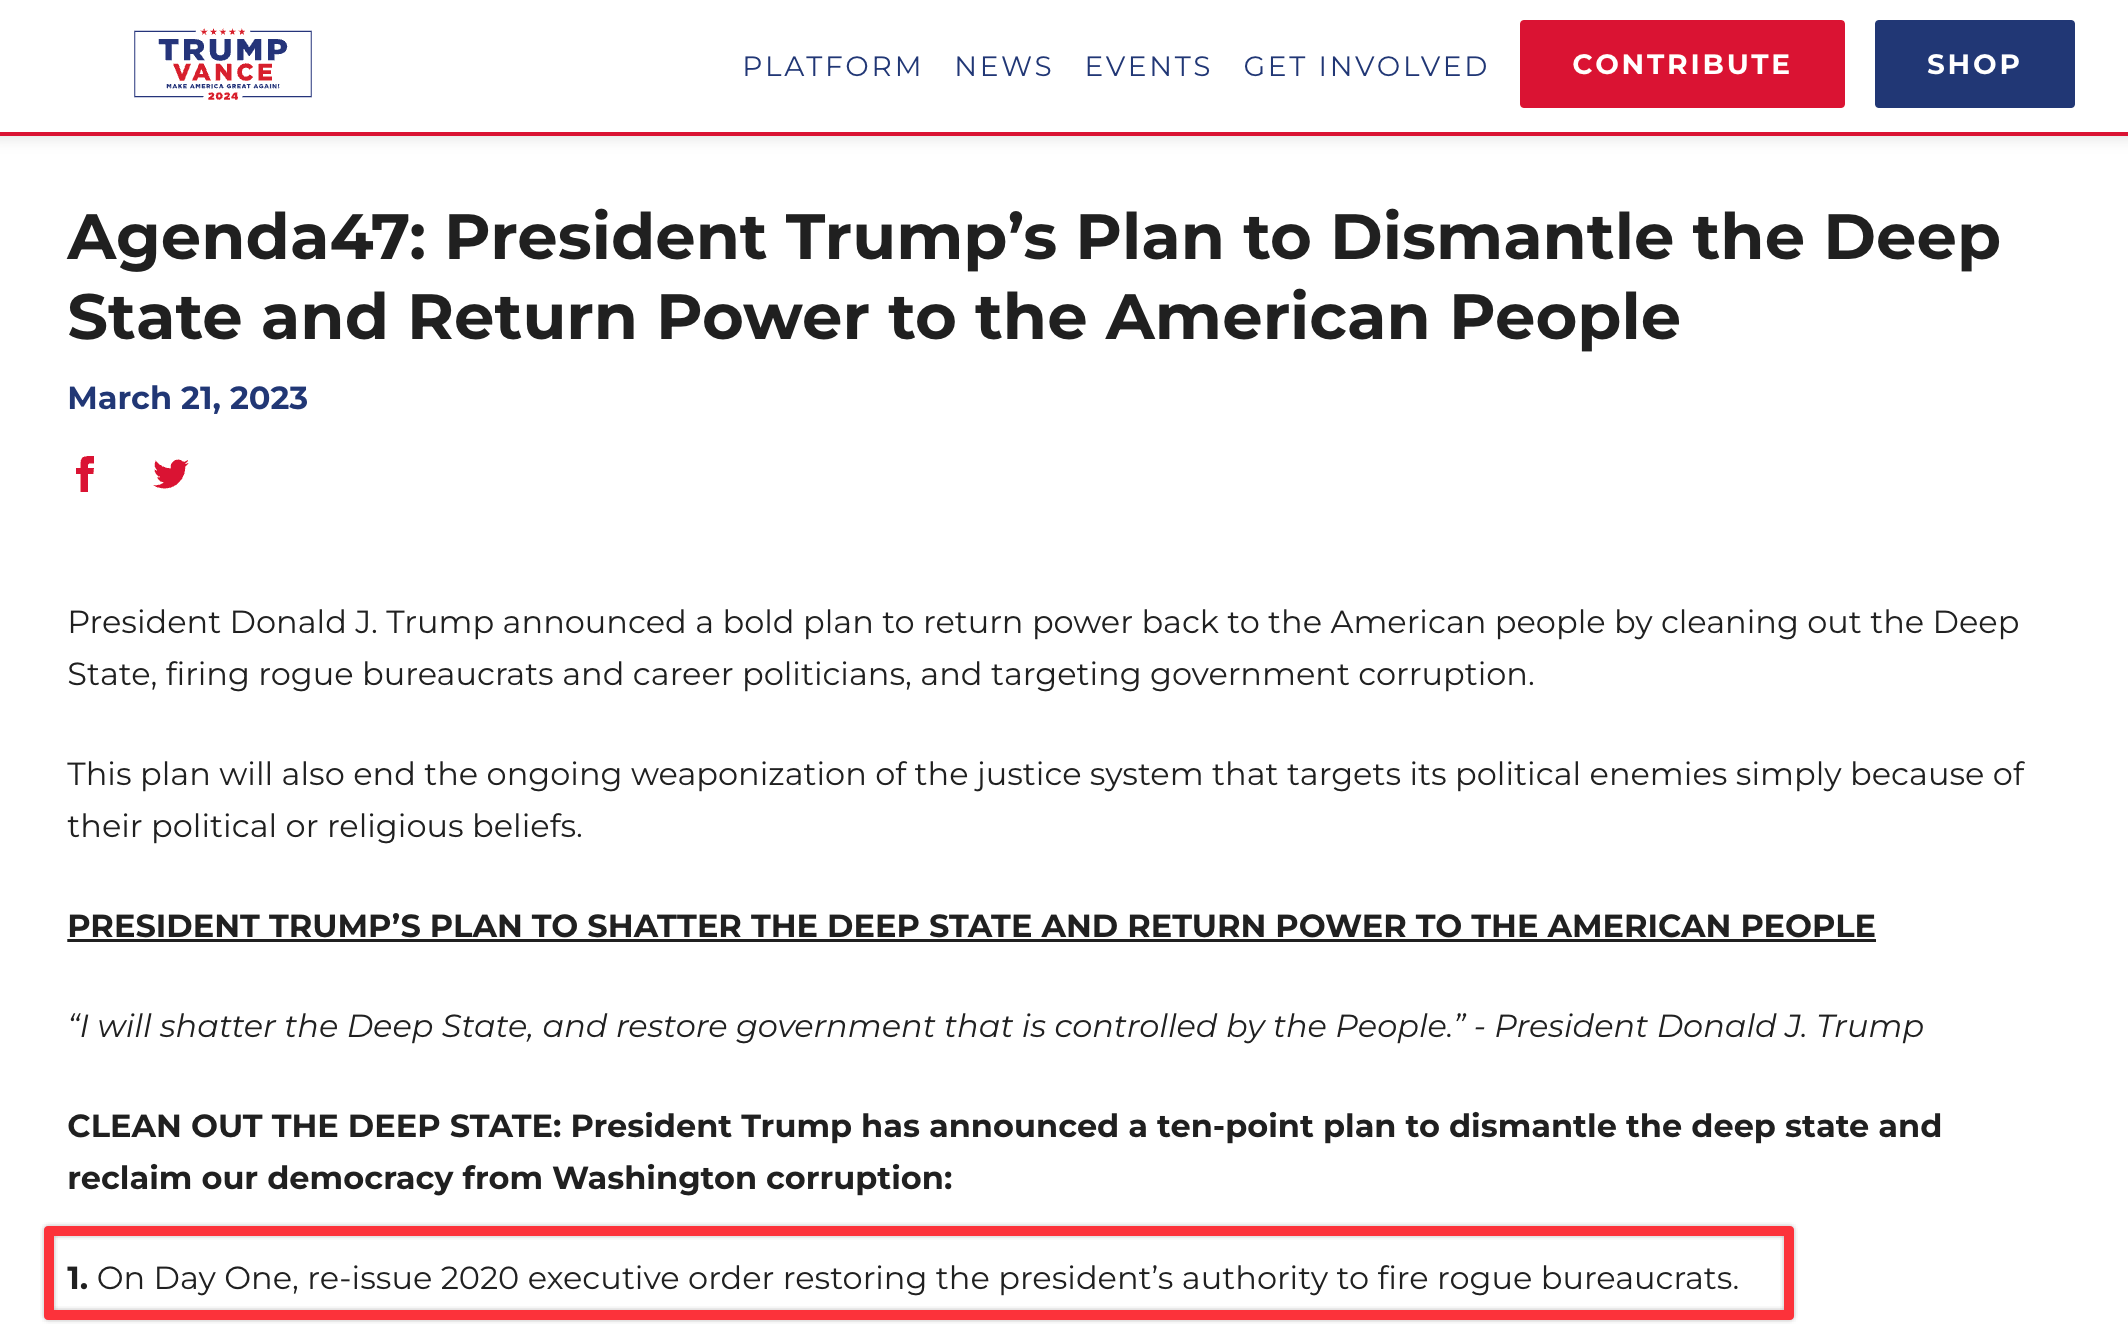 TRUMP
VANCE
MAKE AMERICA GREAT AGAIN!
2024
PLATFORM NEWS EVENTS GET INVOLVED CONTRIBUTE SHOP
Agenda47: President Trump’s Plan to Dismantle the Deep
State and Return Power to the American People
March 21, 2023
President Donald J. Trump announced a bold plan to return power back to the American people by cleaning out the Deep
State, firing rogue bureaucrats and career politicians, and targeting government corruption.
This plan will also end the ongoing weaponization of the justice system that targets its political enemies simply because of
their political or religious beliefs.
PRESIDENT TRUMP’S PLAN TO SHATTER THE DEEP STATE AND RETURN POWER TO THE AMERICAN PEOPLE
“I will shatter the Deep State, and restore government that is controlled by the People.” - President Donald J. Trump
CLEAN OUT THE DEEP STATE: President Trump has announced a ten-point plan to dismantle the deep state and
reclaim our democracy from Washington corruption:
1. On Day One, re-issue 2020 executive order restoring the president’s authority to fire rogue bureaucrats.